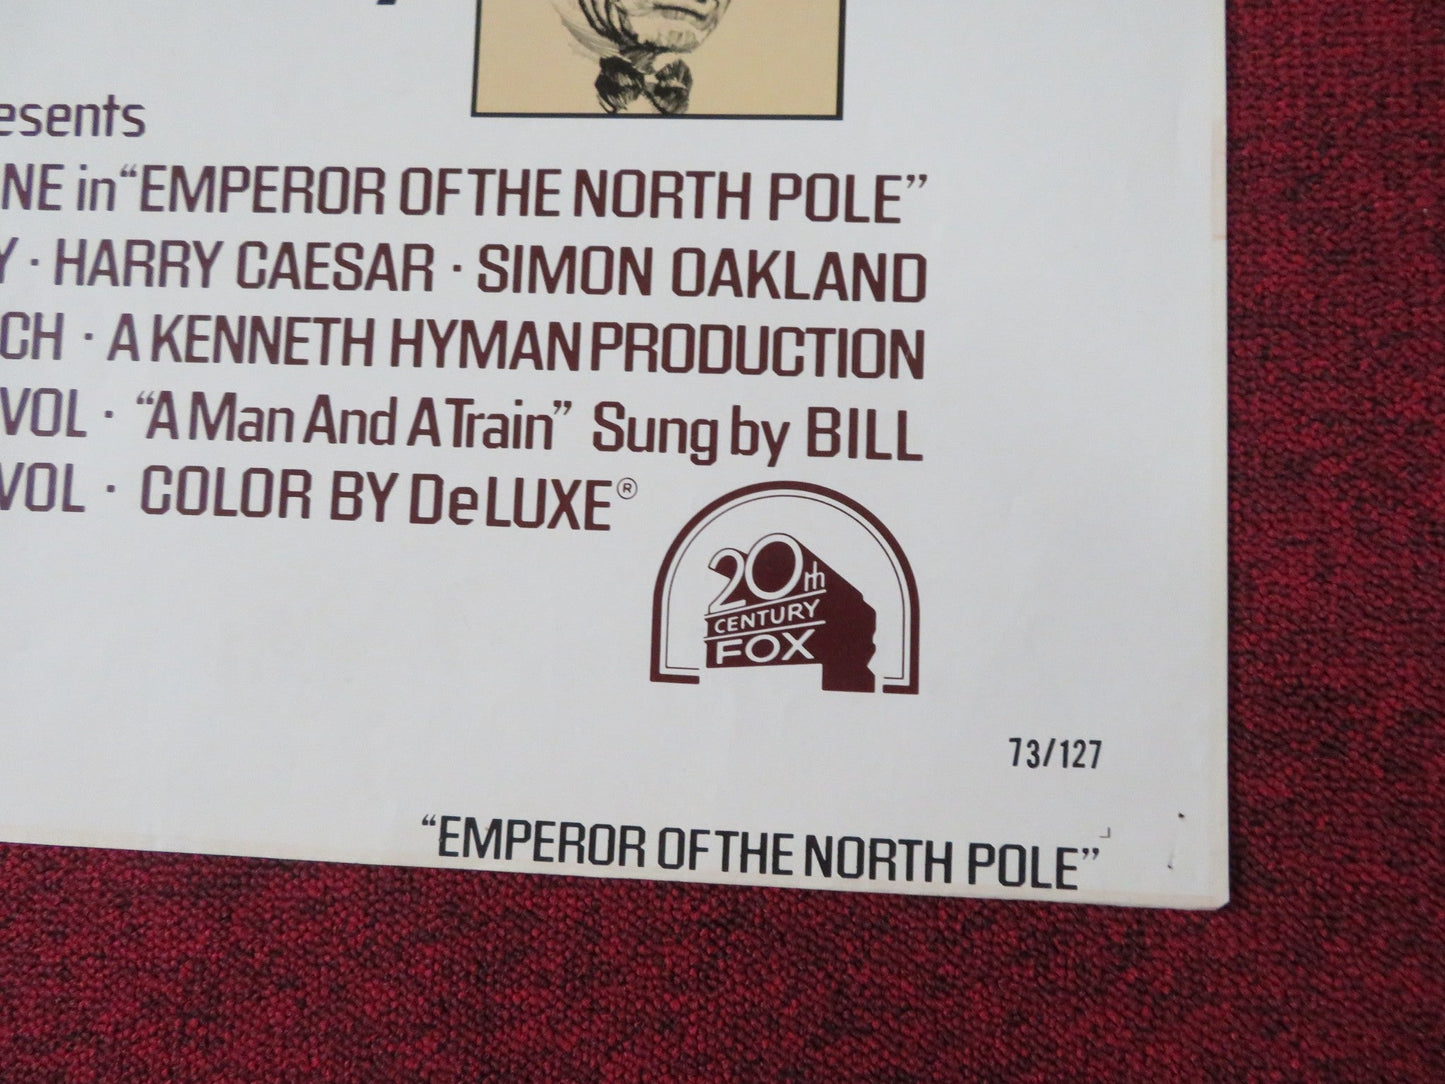 esents
NE in “EMPEROR OF THE NORTH POLE”
Y · HARRY CAESAR · SIMON OAKLAND
CH · A KENNETH HYMAN PRODUCTION
VOL · “A Man And A Train” Sung by BILL
VOL · COLOR BY DeLUXE®
20th
CENTURY
FOX
73/127
“EMPEROR OF THE NORTH POLE”